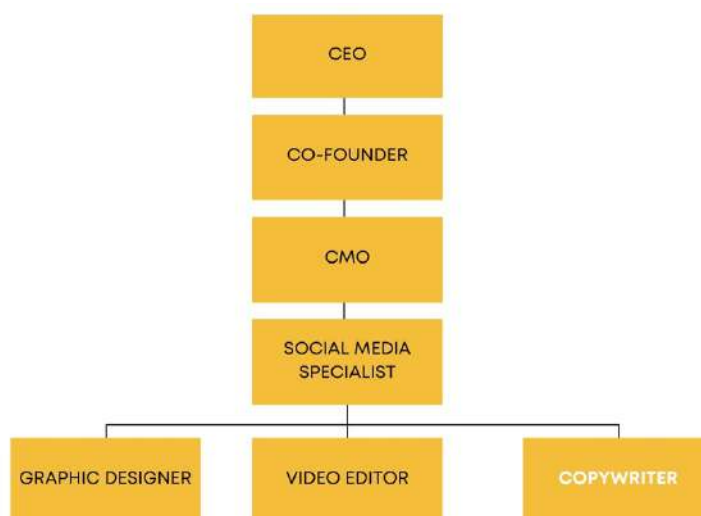 CEO
CO-FOUNDER
CMO
SOCIAL MEDIA
SPECIALIST
GRAPHIC DESIGNER
VIDEO EDITOR
COPYWRITER